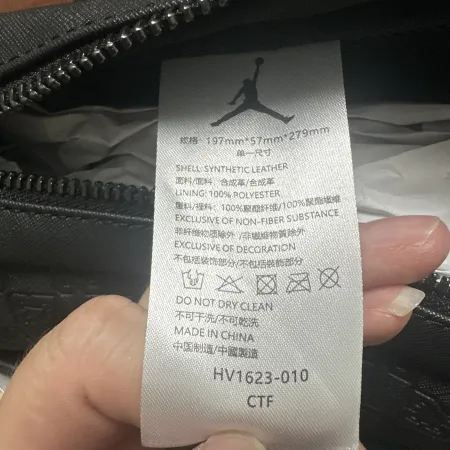 规格: 197mm*57mm*279mm
单一尺寸
SHELL: SYNTHETIC LEATHER
面料/面料: 合成革/合成革
LINING: 100% POLYESTER
里料/裡料: 100%聚酯纤维/100%聚酯纖維
EXCLUSIVE OF NON-FIBER SUBSTANCE
非纤维物质除外/非纖維物質除外
EXCLUSIVE OF DECORATION
不包括装饰部分/不包括裝飾部分
DO NOT DRY CLEAN
不可干洗/不可乾洗
MADE IN CHINA
中国制造/中國製造
HV1623-010
CTF